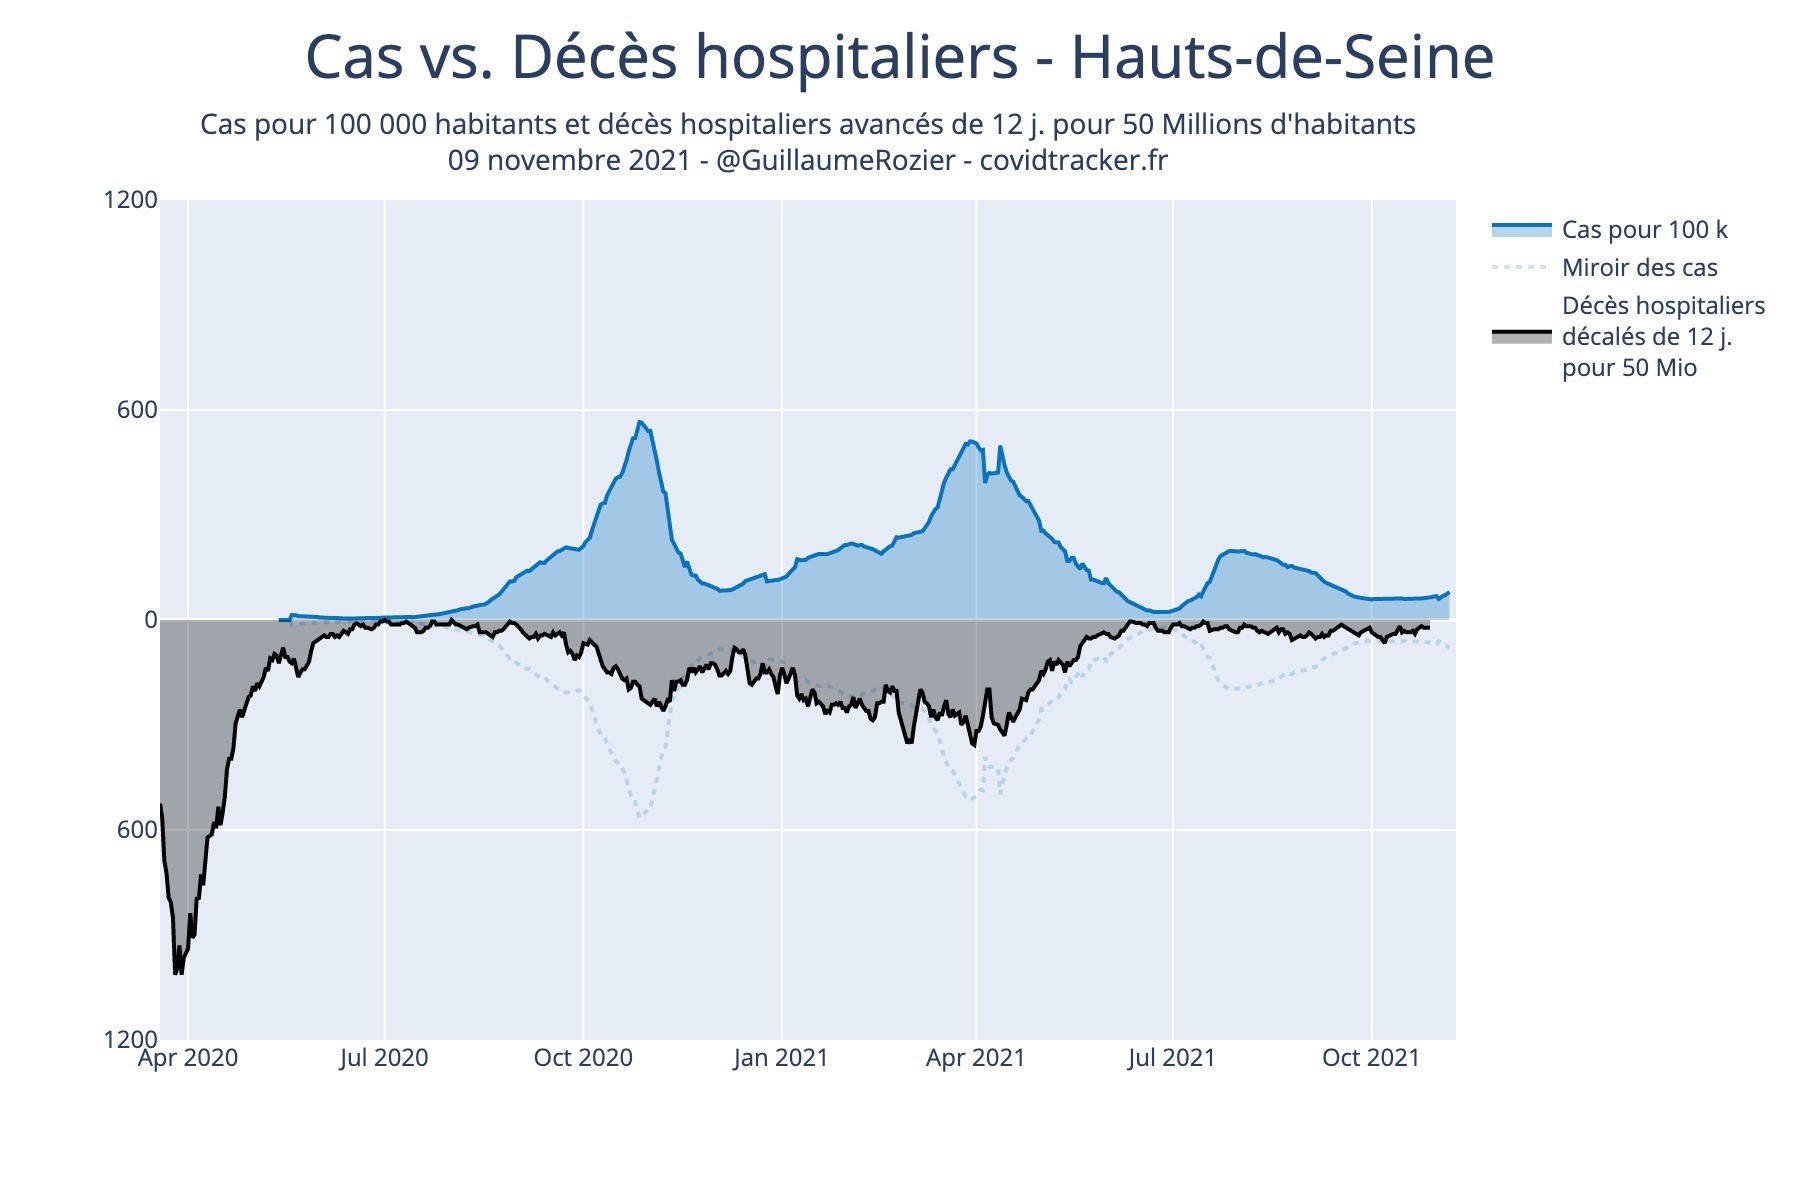 Cas vs. Décès hospitaliers - Hauts-de-Seine
Cas pour 100 000 habitants et décès hospitaliers avancés de 12 j. pour 50 Millions d'habitants
09 novembre 2021 - @GuillaumeRozier - covidtracker.fr
1200
600
0
600
1200
Apr 2020
Jul 2020
Oct 2020
Jan 2021
Apr 2021
Jul 2021
Oct 2021
Cas pour 100 k
Miroir des cas
Décès hospitaliers
décalés de 12 j.
pour 50 Mio